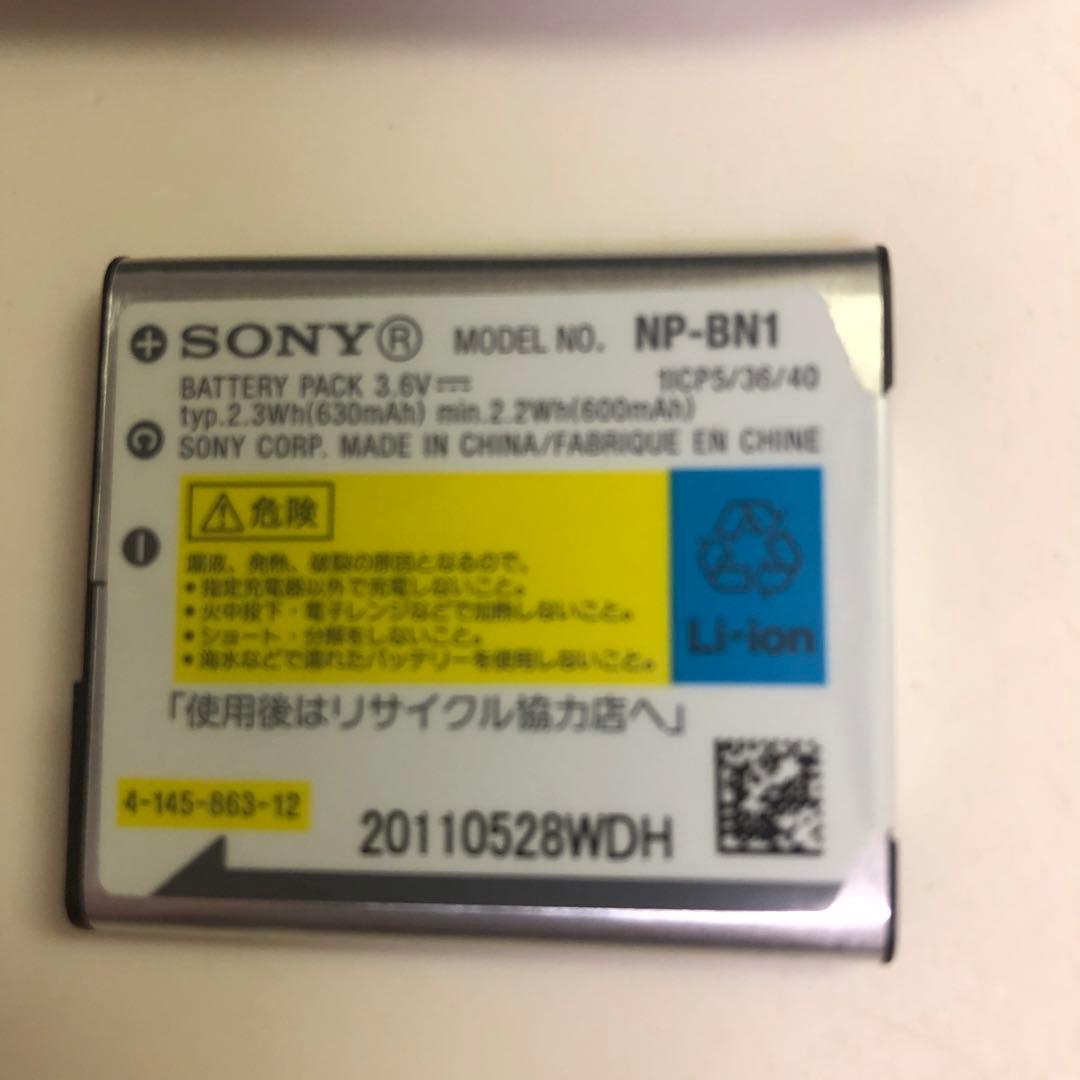 SONY® MODEL NO. NP-BN1
BATTERY PACK 3.6V⎓ 1ICP5/36/40
typ.2.3Wh(630mAh) min.2.2Wh(600mAh)
SONY CORP. MADE IN CHINA/FABRIQUE EN CHINE
⚠危険
漏液、発熱、破裂の原因となるので、
•指定充電器以外で充電しないこと。
•火中投下・電子レンジなどで加熱しないこと。
•ショート・分解をしないこと。
•海水などで濡れたバッテリーを使用しないこと。
Li-ion
「使用後はリサイクル協力店へ」
4-145-863-12
20110528WDH